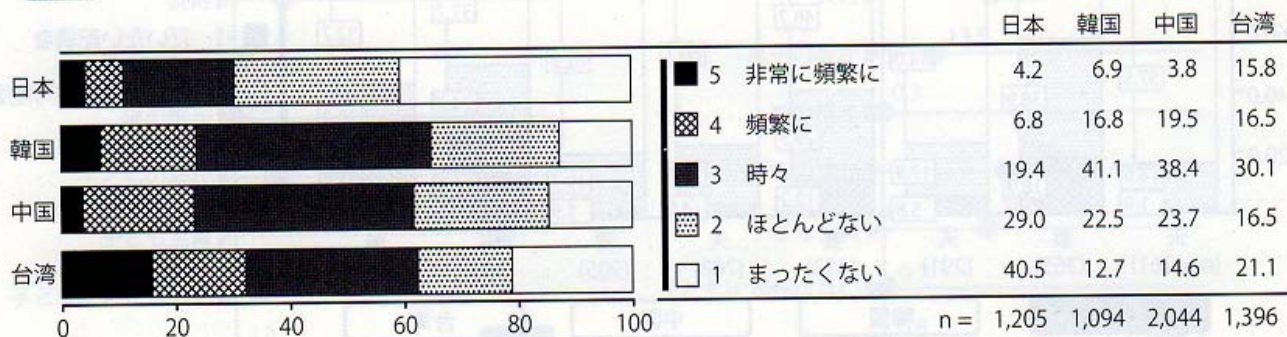 日本 韓国 中国 台湾
日本
韓国
中国
台湾
0 20 40 60 80 100
5 非常に頻繁に 4.2 6.9 3.8 15.8
4 頻繁に 6.8 16.8 19.5 16.5
3 時々 19.4 41.1 38.4 30.1
2 ほとんどない 29.0 22.5 23.7 16.5
1 まったくない 40.5 12.7 14.6 21.1
n = 1,205 1,094 2,044 1,396